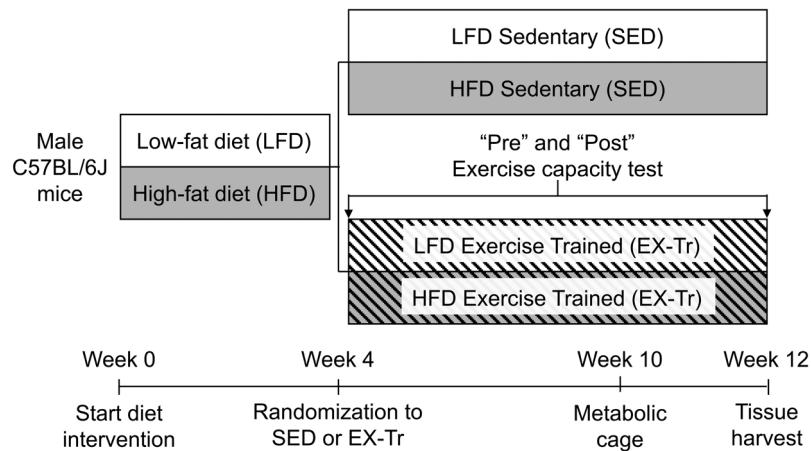 LFD Sedentary (SED)
HFD Sedentary (SED)
Male
C57BL/6J
mice
Low-fat diet (LFD)
High-fat diet (HFD)
“Pre” and “Post”
Exercise capacity test
LFD Exercise Trained (EX-Tr)
HFD Exercise Trained (EX-Tr)
Week 0
Week 4
Week 10
Week 12
Start diet
intervention
Randomization to
SED or EX-Tr
Metabolic
cage
Tissue
harvest